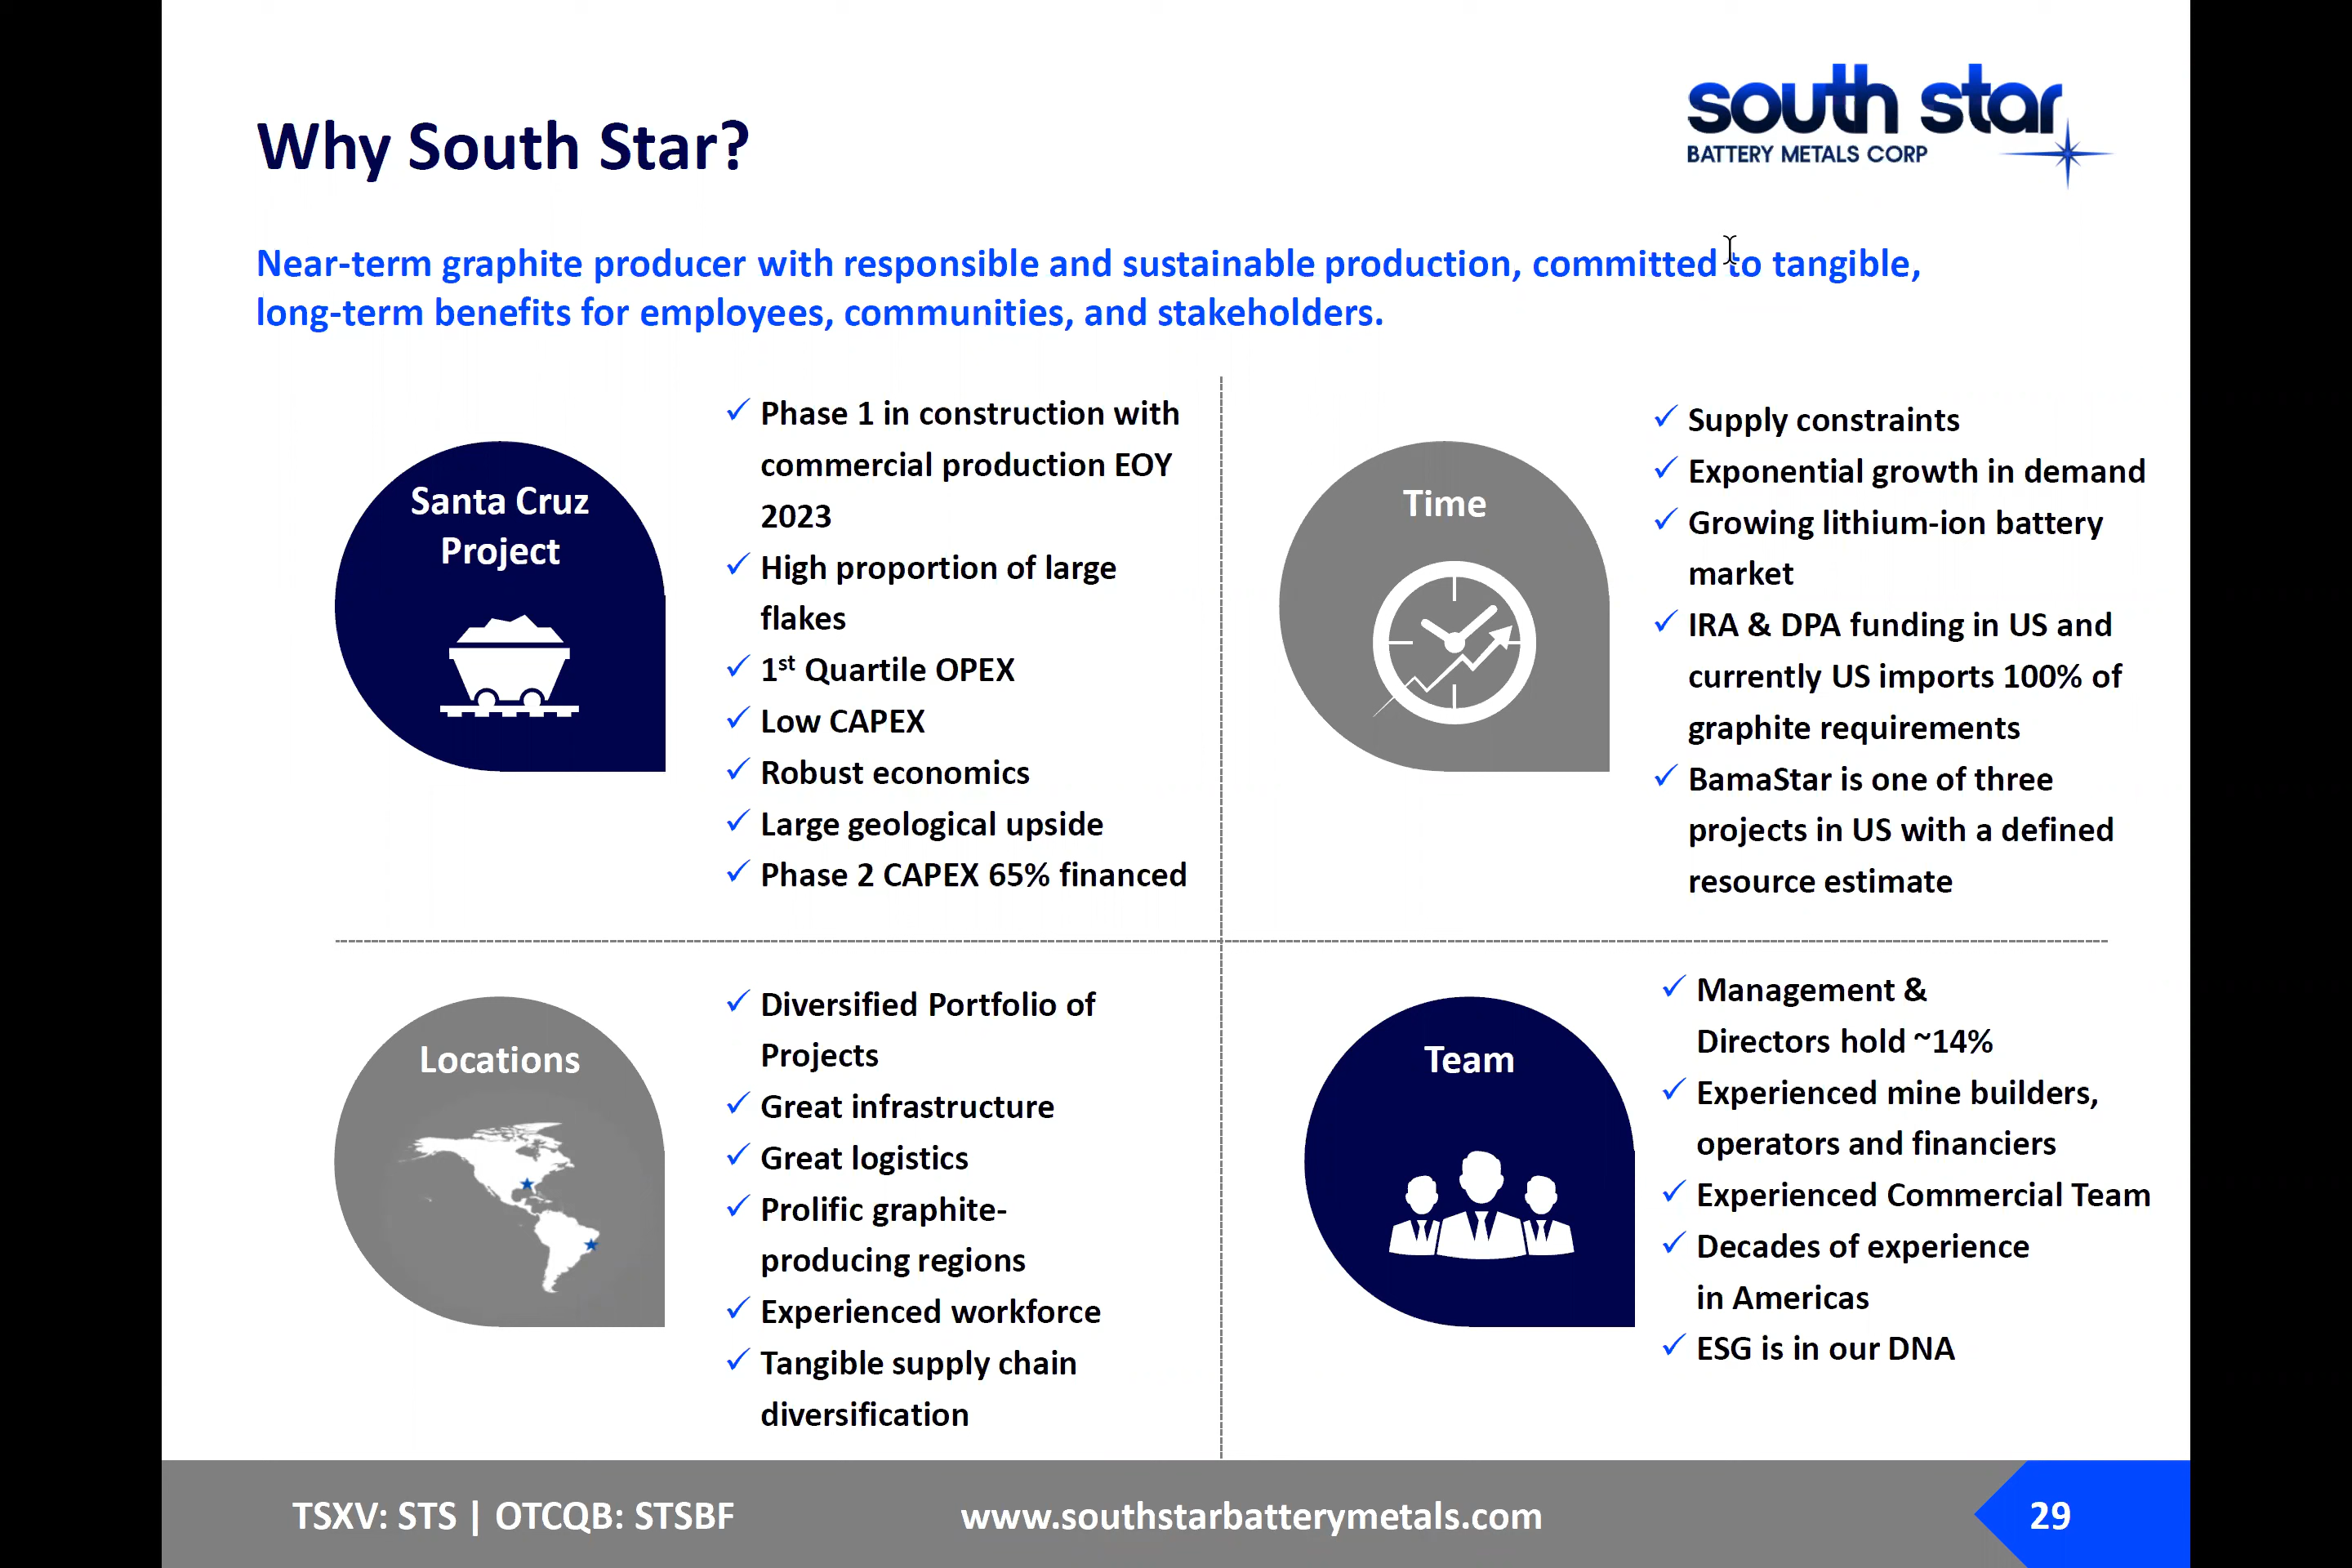 Why South Star?
south star
BATTERY METALS CORP
Near-term graphite producer with responsible and sustainable production, committed to tangible,
long-term benefits for employees, communities, and stakeholders.
Santa Cruz
Project
✓ Phase 1 in construction with
commercial production EOY
2023
✓ High proportion of large
flakes
✓ 1st Quartile OPEX
✓ Low CAPEX
✓ Robust economics
✓ Large geological upside
✓ Phase 2 CAPEX 65% financed
Time
✓ Supply constraints
✓ Exponential growth in demand
✓ Growing lithium-ion battery
market
✓ IRA & DPA funding in US and
currently US imports 100% of
graphite requirements
✓ BamaStar is one of three
projects in US with a defined
resource estimate
Locations
✓ Diversified Portfolio of
Projects
✓ Great infrastructure
✓ Great logistics
✓ Prolific graphite-
producing regions
✓ Experienced workforce
✓ Tangible supply chain
diversification
Team
✓ Management &
Directors hold ~14%
✓ Experienced mine builders,
operators and financiers
✓ Experienced Commercial Team
✓ Decades of experience
in Americas
✓ ESG is in our DNA
TSXV: STS | OTCQB: STSBF
www.southstarbatterymetals.com
29